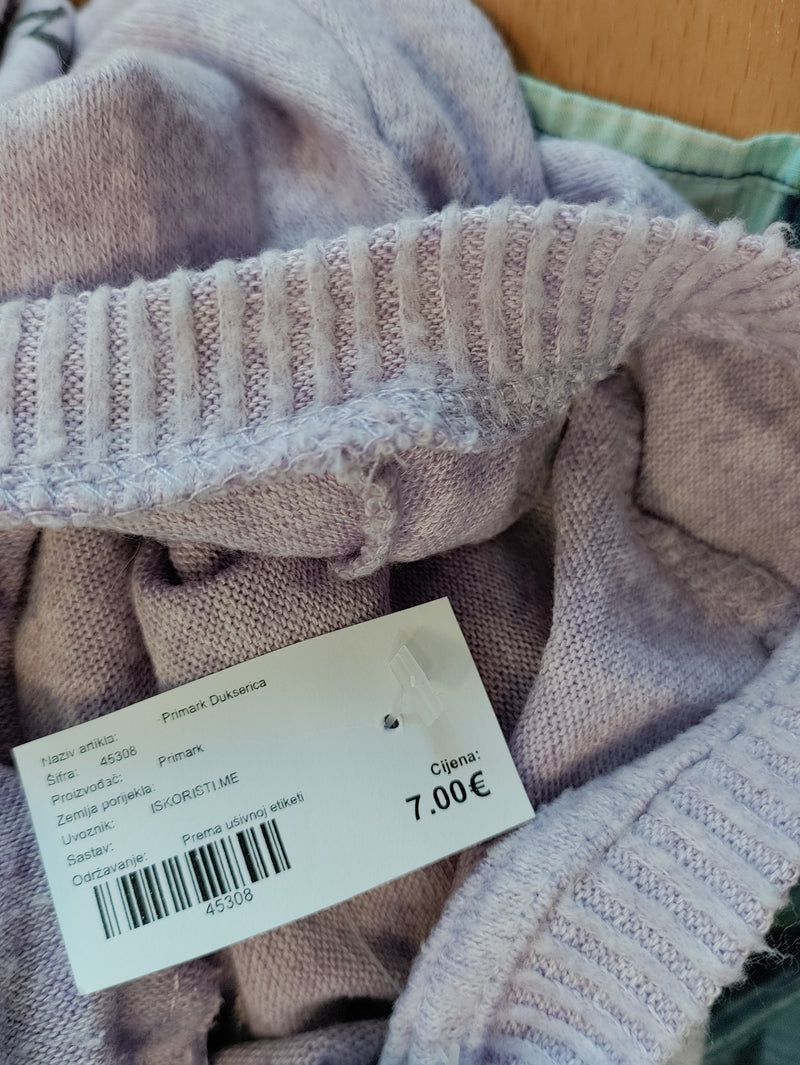 Naziv artikla: Primark Dukserica
Šifra: 45308
Proizvođač: Primark
Zemlja porijekla:
Uvoznik: ISKORISTI.ME
Sastav:
Održavanje: Prema ušivnoj etiketi
Cijena:
7.00€
45308